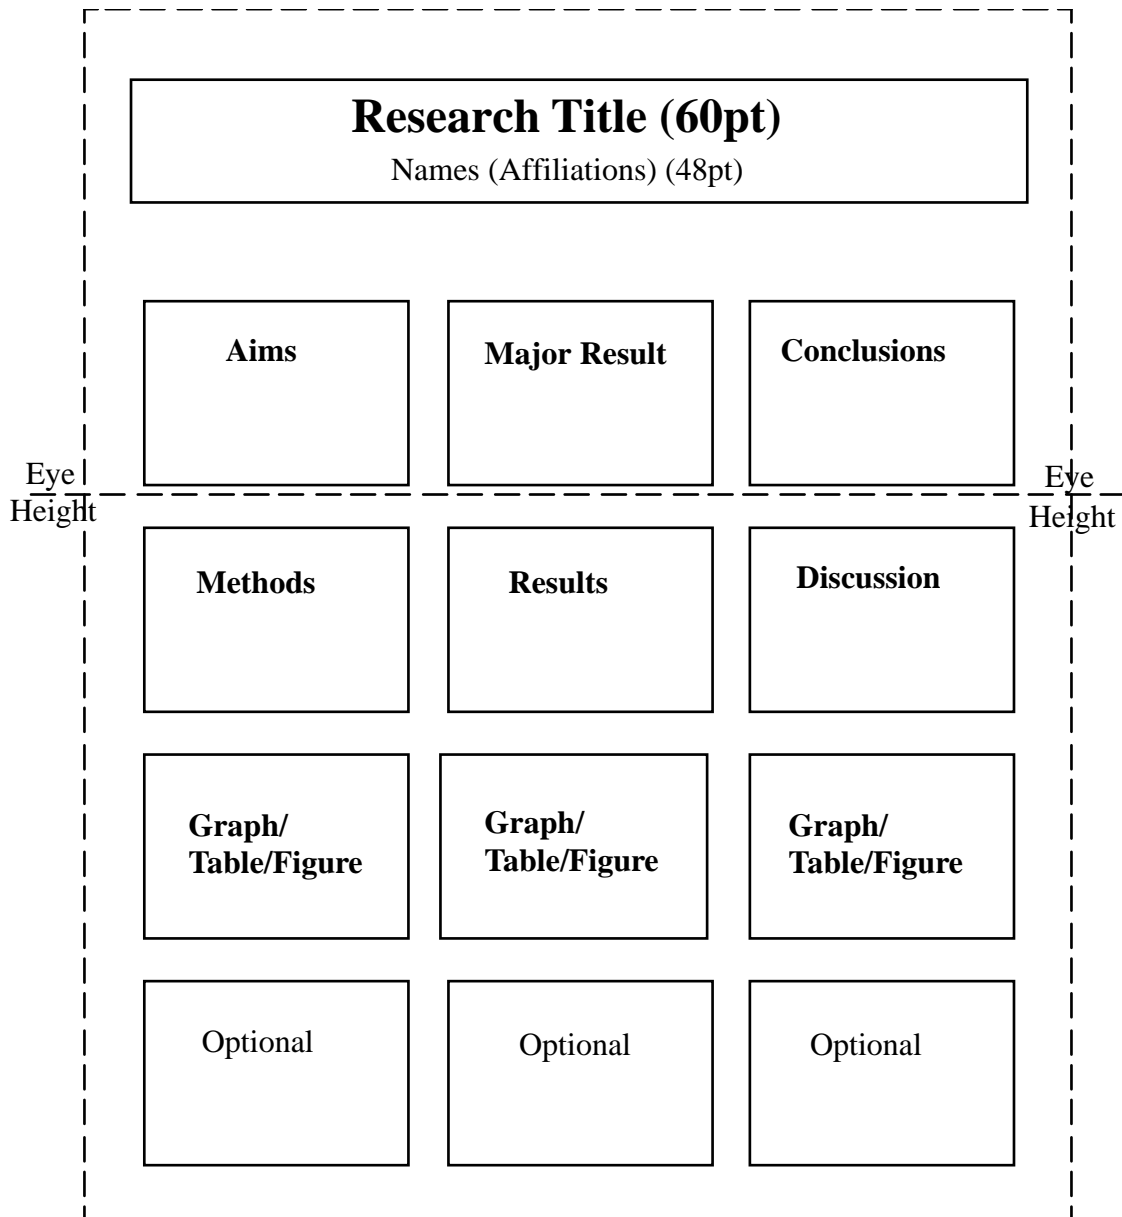 Research Title (60pt)
Names (Affiliations) (48pt)
Aims
Major Result
Conclusions
Eye
Height
Eye
Height
Methods
Results
Discussion
Graph/
Table/Figure
Graph/
Table/Figure
Graph/
Table/Figure
Optional
Optional
Optional